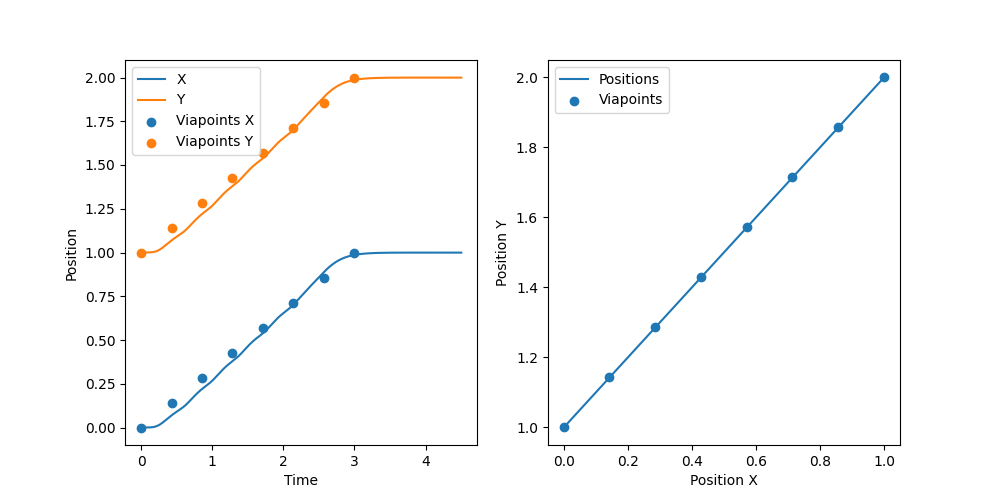 X
Y
Viapoints X
Viapoints Y
2.00
1.75
1.50
1.25
1.00
0.75
0.50
0.25
0.00
Position
0
1
2
3
4
Time
Positions
Viapoints
2.0
1.8
1.6
1.4
1.2
1.0
Position Y
0.0
0.2
0.4
0.6
0.8
1.0
Position X